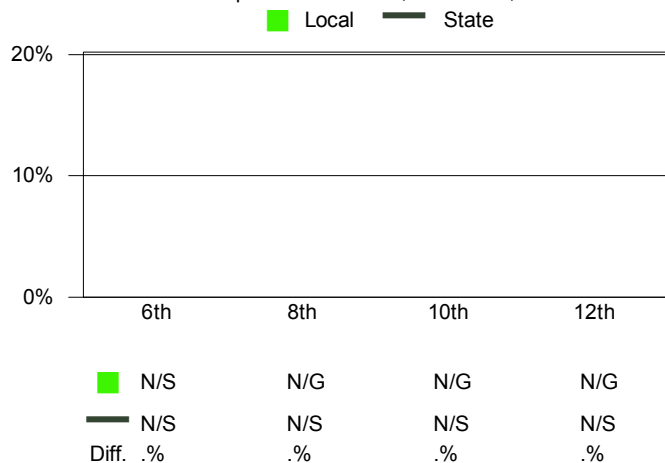 Local State
20%
10%
0%
6th 8th 10th 12th
N/S N/G N/G N/G
N/S N/S N/S N/S
Diff. .% .% .% .%